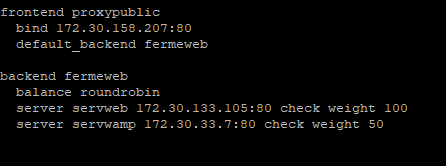 frontend proxypublic
bind 172.30.158.207:80
default_backend fermeweb
backend fermeweb
balance roundrobin
server servweb 172.30.133.105:80 check weight 100
server servwamp 172.30.33.7:80 check weight 50